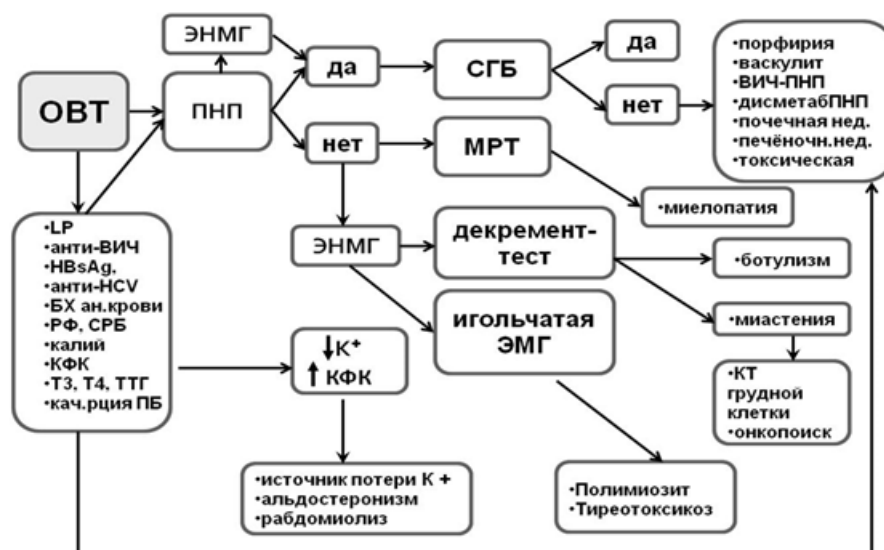 ЭНМГ
ОВТ
ПНП
да
нет
СГБ
МРТ
да
нет
•порфирия
•васкулит
•ВИЧ-ПНП
•дисметабПНП
•почечная нед.
•печёночн.нед.
•токсическая
•миелопатия
•LP
•анти-ВИЧ
•HBsAg,
•анти-HCV
•БХ ан.крови
•РФ, СРБ
•калий
•КФК
•Т3, Т4, ТТГ
•кач.рция ПБ
ЭНМГ
декремент-
тест
•ботулизм
•миастения
•КТ
грудной
клетки
•онкопоиск
игольчатая
ЭМГ
↓К+
↑ КФК
•источник потери К +
•альдостеронизм
•рабдомиолиз
•Полимиозит
•Тиреотоксикоз